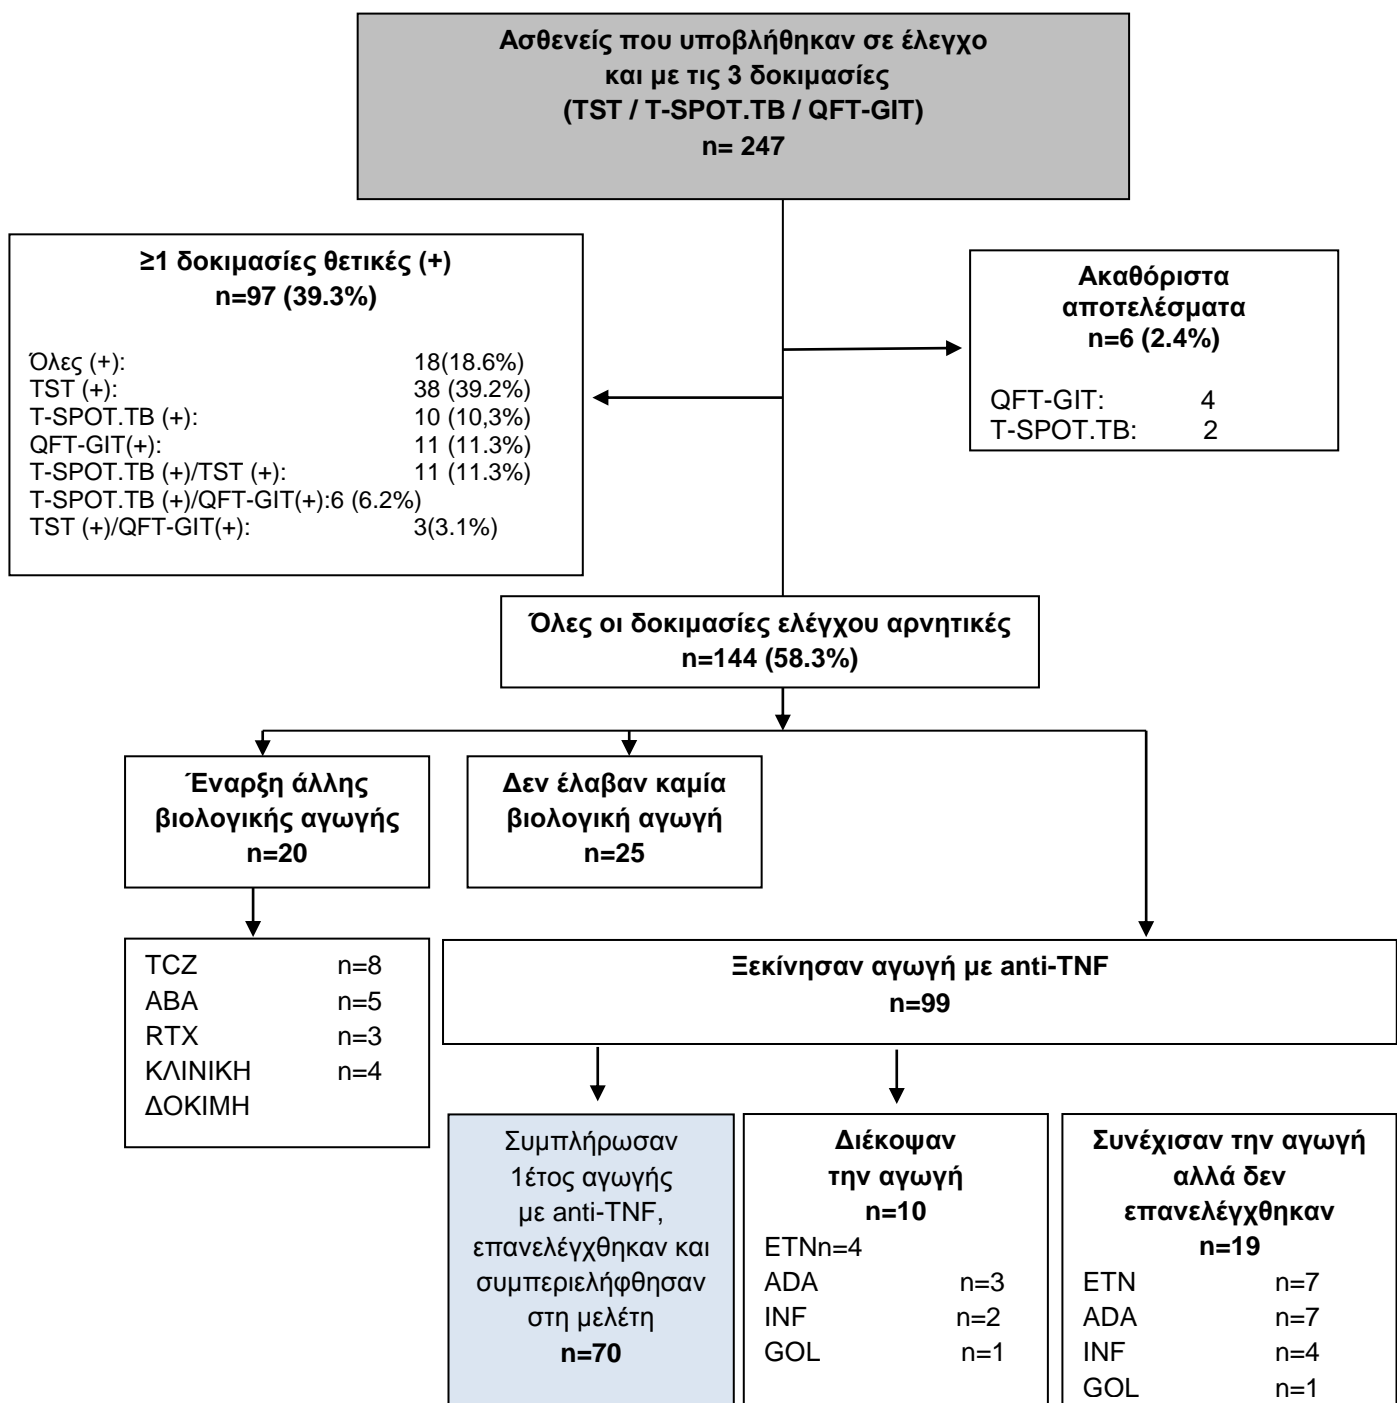 Ασθενείς που υποβλήθηκαν σε έλεγχο
και με τις 3 δοκιμασίες
(TST / T-SPOT.TB / QFT-GIT)
n= 247
≥1 δοκιμασίες θετικές (+)
n=97 (39.3%)
Όλες (+): 18(18.6%)
TST (+): 38 (39.2%)
T-SPOT.TB (+): 10 (10,3%)
QFT-GIT(+): 11 (11.3%)
T-SPOT.TB (+)/TST (+): 11 (11.3%)
T-SPOT.TB (+)/QFT-GIT(+):6 (6.2%)
TST (+)/QFT-GIT(+): 3(3.1%)
Ακαθόριστα
αποτελέσματα
n=6 (2.4%)
QFT-GIT: 4
T-SPOT.TB: 2
Όλες οι δοκιμασίες ελέγχου αρνητικές
n=144 (58.3%)
Έναρξη άλλης
βιολογικής αγωγής
n=20
Δεν έλαβαν καμία
βιολογική αγωγή
n=25
TCZ n=8
ABA n=5
RTX n=3
ΚΛΙΝΙΚΗ n=4
ΔΟΚΙΜΗ
Ξεκίνησαν αγωγή με anti-TNF
n=99
Συμπλήρωσαν
1έτος αγωγής
με anti-TNF,
επανελέγχθηκαν και
συμπεριελήφθησαν
στη μελέτη
n=70
Διέκοψαν
την αγωγή
n=10
ETNn=4
ADA n=3
INF n=2
GOL n=1
Συνέχισαν την αγωγή
αλλά δεν
επανελέγχθηκαν
n=19
ETN n=7
ADA n=7
INF n=4
GOL n=1